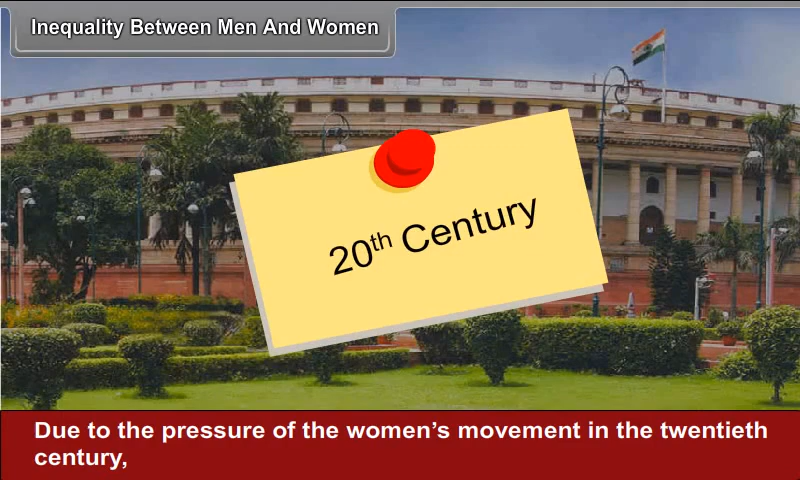 Inequality Between Men And Women
20th Century
Due to the pressure of the women’s movement in the twentieth
century,